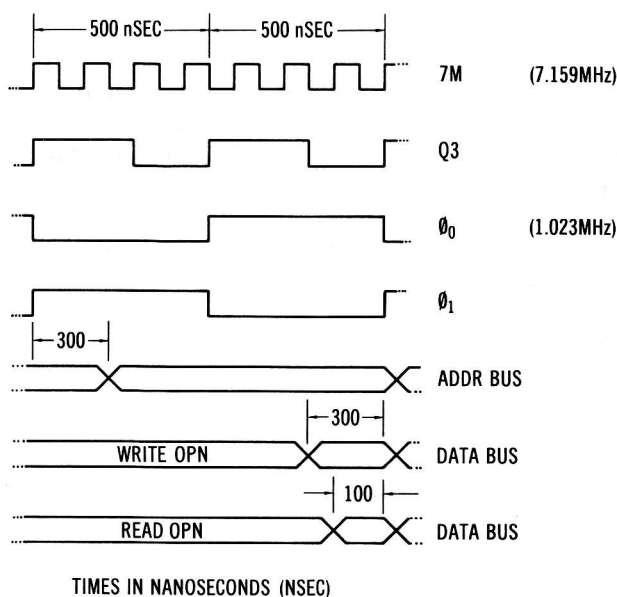 500 nSEC 500 nSEC
7M (7.159MHz)
Q3
Ø0 (1.023MHz)
Ø1
300
ADDR BUS
300
WRITE OPN DATA BUS
100
READ OPN DATA BUS
TIMES IN NANOSECONDS (NSEC)